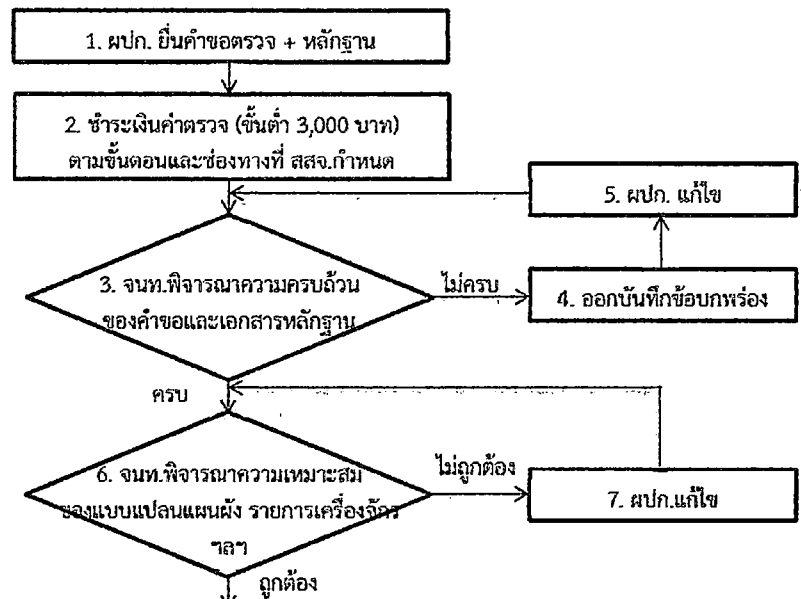 1. ผปก. ยื่นคำขอตรวจ + หลักฐาน
2. ชำระเงินค่าตรวจ (ขั้นต่ำ 3,000 บาท)
ตามขั้นตอนและช่องทางที่ สสจ.กำหนด
5. ผปก. แก้ไข
3. จนท.พิจารณาความครบถ้วน
ของคำขอและเอกสารหลักฐาน
ไม่ครบ
4. ออกบันทึกข้อบกพร่อง
ครบ
6. จนท.พิจารณาความเหมาะสม
ของแบบแปลนแผนผัง รายการเครื่องจักร
ฯลฯ
ไม่ถูกต้อง
7. ผปก.แก้ไข
ถูกต้อง